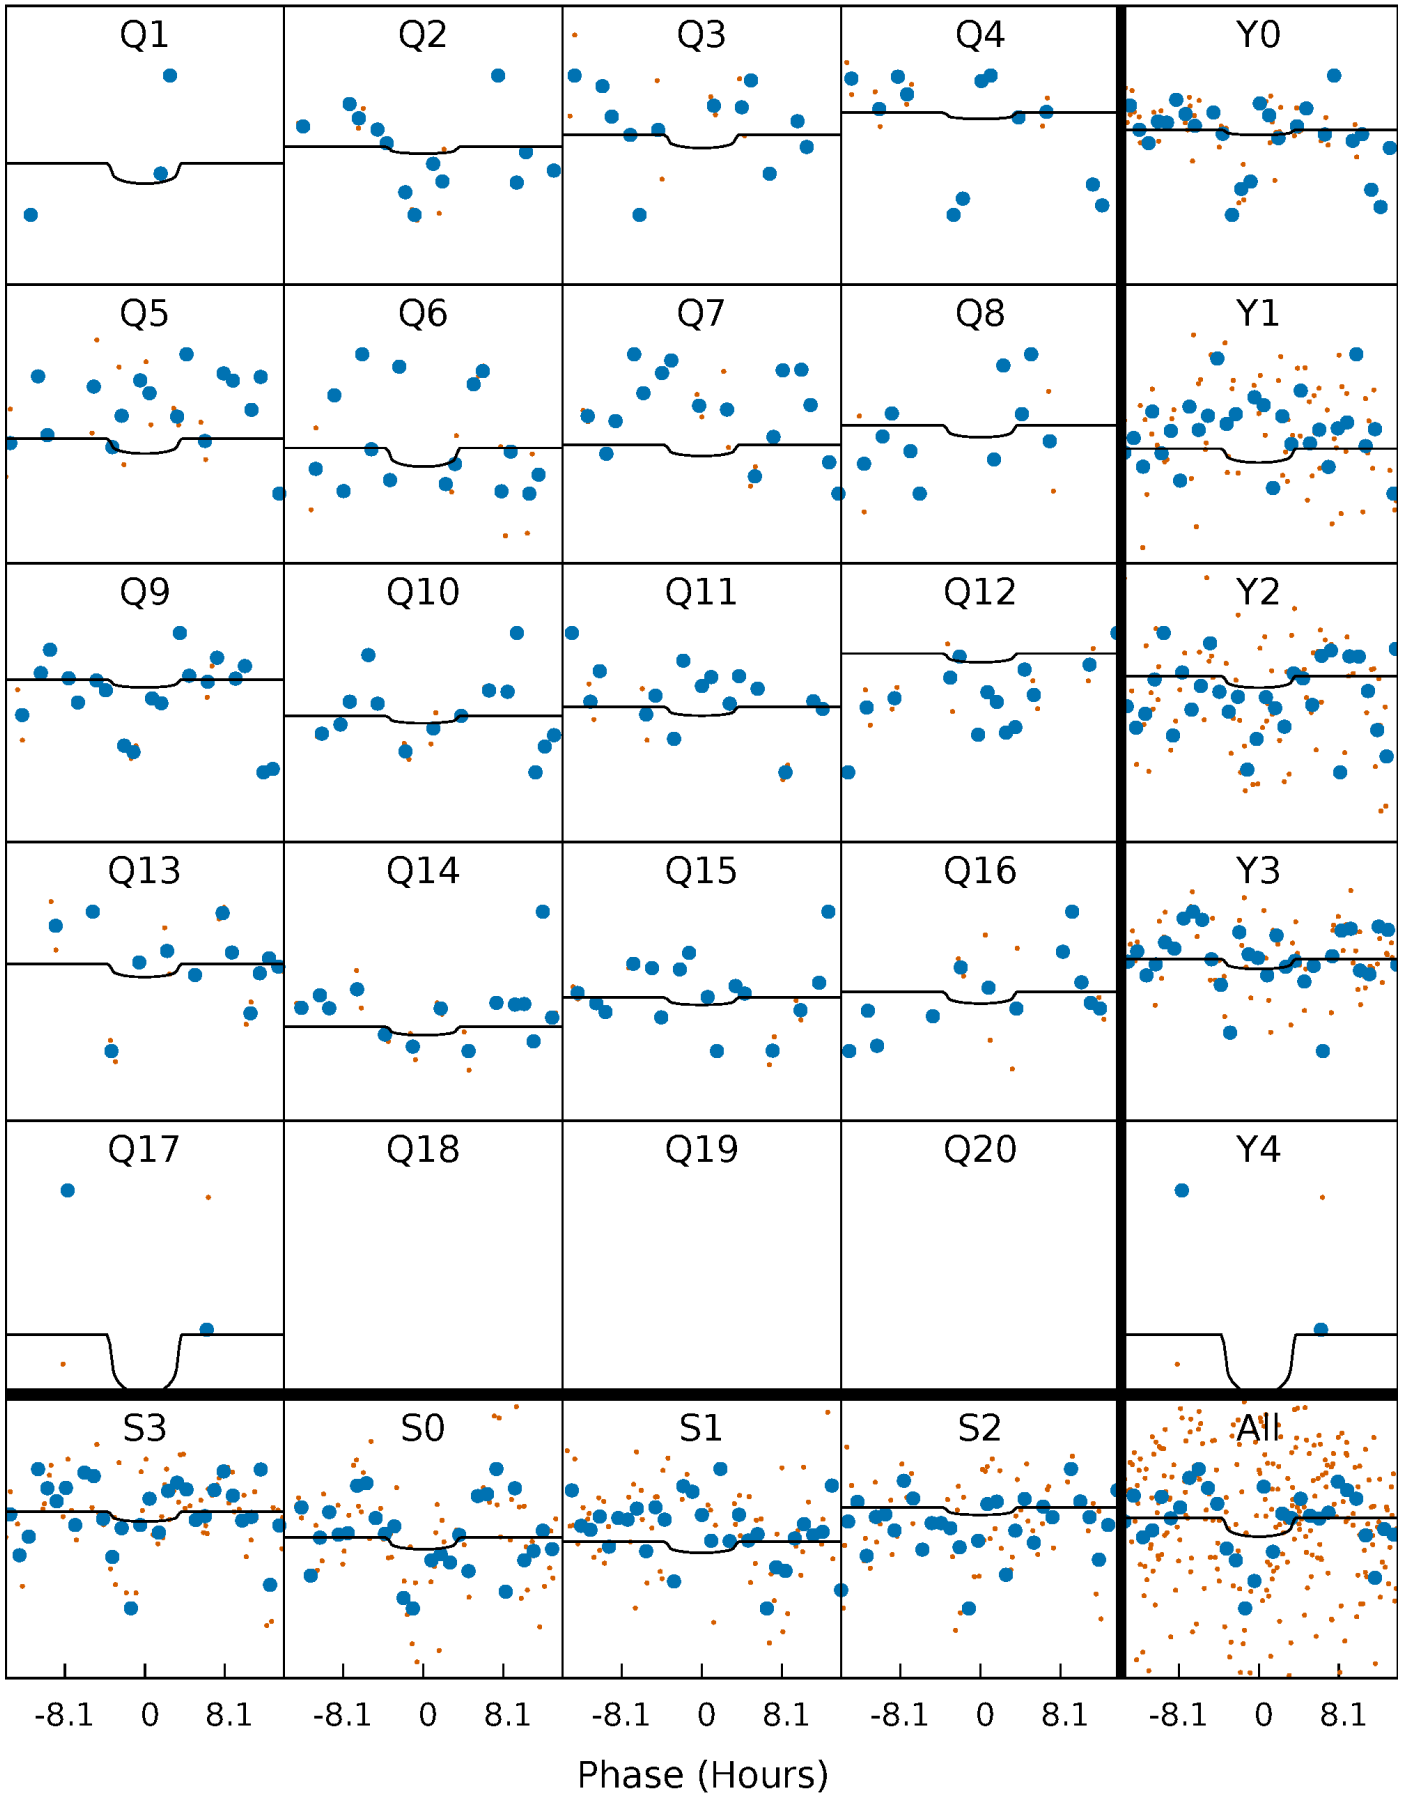 Q1 Q2 Q3 Q4 Y0
Q5 Q6 Q7 Q8 Y1
Q9 Q10 Q11 Q12 Y2
Q13 Q14 Q15 Q16 Y3
Q17 Q18 Q19 Q20 Y4
S3 S0 S1 S2 All
-8.1 0 8.1 -8.1 0 8.1 -8.1 0 8.1 -8.1 0 8.1 -8.1 0 8.1
Phase (Hours)